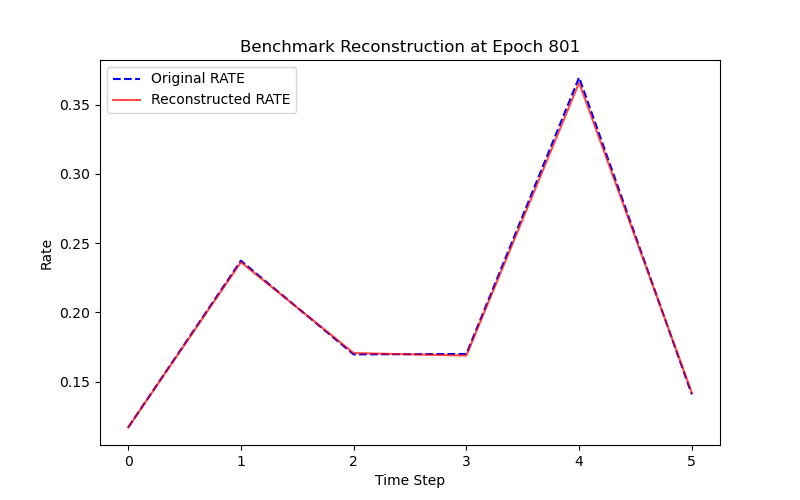 Benchmark Reconstruction at Epoch 801
Original RATE
Reconstructed RATE
0.35
0.30
0.25
0.20
0.15
Rate
0 1 2 3 4 5
Time Step